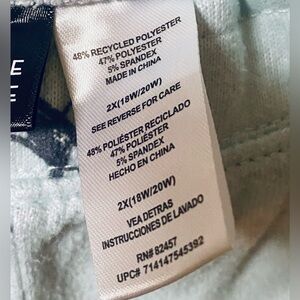 E
E
48% RECYCLED POLYESTER
47% POLYESTER
5% SPANDEX
MADE IN CHINA
2X(18W/20W)
SEE REVERSE FOR CARE
48% POLIÉSTER RECICLADO
47% POLIÉSTER
5% SPANDEX
HECHO EN CHINA
2X(18W/20W)
VEA DETRAS
INSTRUCCIONES DE LAVADO
RN# 82457
UPC# 714147545392